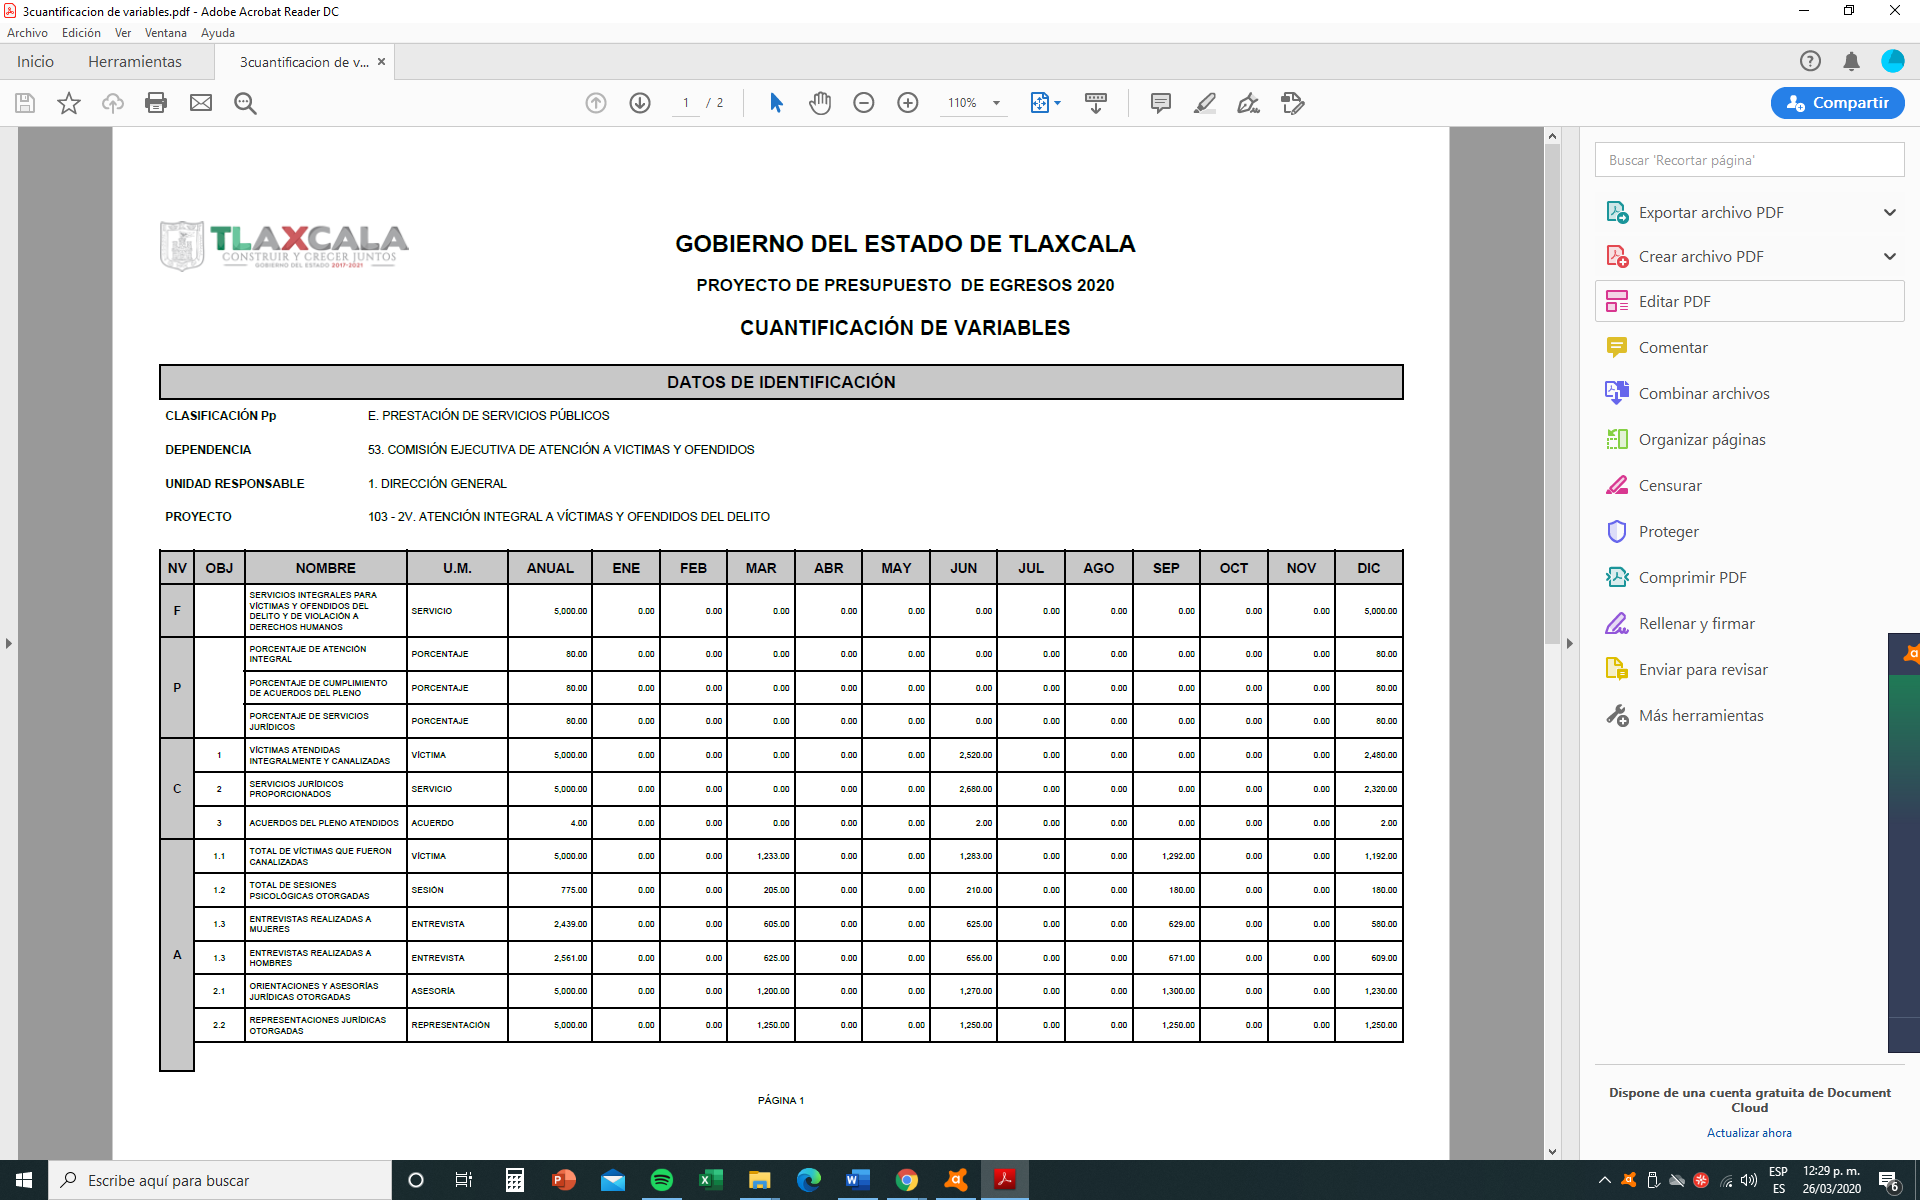 3cuantificacion de variables.pdf - Adobe Acrobat Reader DC
Archivo Edición Ver Ventana Ayuda
Inicio Herramientas 3cuantificacion de v... ×
1 / 2 110% Compartir
TLAXCALA
CONSTRUIR Y CRECER JUNTOS
GOBIERNO DEL ESTADO 2017-2021
GOBIERNO DEL ESTADO DE TLAXCALA
PROYECTO DE PRESUPUESTO DE EGRESOS 2020
CUANTIFICACIÓN DE VARIABLES
DATOS DE IDENTIFICACIÓN
CLASIFICACIÓN Pp E. PRESTACIÓN DE SERVICIOS PÚBLICOS
DEPENDENCIA 53. COMISIÓN EJECUTIVA DE ATENCIÓN A VICTIMAS Y OFENDIDOS
UNIDAD RESPONSABLE 1. DIRECCIÓN GENERAL
PROYECTO 103 - 2V. ATENCIÓN INTEGRAL A VÍCTIMAS Y OFENDIDOS DEL DELITO
NV OBJ NOMBRE U.M. ANUAL ENE FEB MAR ABR MAY JUN JUL AGO SEP OCT NOV DIC
F
SERVICIOS INTEGRALES PARA
VÍCTIMAS Y OFENDIDOS DEL
DELITO Y DE VIOLACIÓN A
DERECHOS HUMANOS
SERVICIO 5,000.00 0.00 0.00 0.00 0.00 0.00 0.00 0.00 0.00 0.00 0.00 0.00 5,000.00
P
PORCENTAJE DE ATENCIÓN
INTEGRAL
PORCENTAJE 80.00 0.00 0.00 0.00 0.00 0.00 0.00 0.00 0.00 0.00 0.00 0.00 80.00
PORCENTAJE DE CUMPLIMIENTO
DE ACUERDOS DEL PLENO
PORCENTAJE 80.00 0.00 0.00 0.00 0.00 0.00 0.00 0.00 0.00 0.00 0.00 0.00 80.00
PORCENTAJE DE SERVICIOS
JURÍDICOS
PORCENTAJE 80.00 0.00 0.00 0.00 0.00 0.00 0.00 0.00 0.00 0.00 0.00 0.00 80.00
C
1 VÍCTIMAS ATENDIDAS
INTEGRALMENTE Y CANALIZADAS
VÍCTIMA 5,000.00 0.00 0.00 0.00 0.00 0.00 2,520.00 0.00 0.00 0.00 0.00 0.00 2,480.00
2 SERVICIOS JURÍDICOS
PROPORCIONADOS
SERVICIO 5,000.00 0.00 0.00 0.00 0.00 0.00 2,680.00 0.00 0.00 0.00 0.00 0.00 2,320.00
3 ACUERDOS DEL PLENO ATENDIDOS ACUERDO 4.00 0.00 0.00 0.00 0.00 0.00 2.00 0.00 0.00 0.00 0.00 0.00 2.00
A
1.1 TOTAL DE VÍCTIMAS QUE FUERON
CANALIZADAS
VÍCTIMA 5,000.00 0.00 0.00 1,233.00 0.00 0.00 1,283.00 0.00 0.00 1,292.00 0.00 0.00 1,192.00
1.2 TOTAL DE SESIONES
PSICOLÓGICAS OTORGADAS
SESIÓN 775.00 0.00 0.00 205.00 0.00 0.00 210.00 0.00 0.00 180.00 0.00 0.00 180.00
1.3 ENTREVISTAS REALIZADAS A
MUJERES
ENTREVISTA 2,439.00 0.00 0.00 605.00 0.00 0.00 625.00 0.00 0.00 629.00 0.00 0.00 580.00
1.3 ENTREVISTAS REALIZADAS A
HOMBRES
ENTREVISTA 2,561.00 0.00 0.00 625.00 0.00 0.00 656.00 0.00 0.00 671.00 0.00 0.00 609.00
2.1 ORIENTACIONES Y ASESORÍAS
JURÍDICAS OTORGADAS
ASESORÍA 5,000.00 0.00 0.00 1,200.00 0.00 0.00 1,270.00 0.00 0.00 1,300.00 0.00 0.00 1,230.00
2.2 REPRESENTACIONES JURÍDICAS
OTORGADAS
REPRESENTACIÓN 5,000.00 0.00 0.00 1,250.00 0.00 0.00 1,250.00 0.00 0.00 1,250.00 0.00 0.00 1,250.00
PÁGINA 1
Buscar 'Recortar página'
Exportar archivo PDF
Crear archivo PDF
Editar PDF
Comentar
Combinar archivos
Organizar páginas
Censurar
Proteger
Comprimir PDF
Rellenar y firmar
Enviar para revisar
Más herramientas
Dispone de una cuenta gratuita de Document
Cloud
Actualizar ahora
Escribe aquí para buscar
ESP
ES
12:29 p. m.
26/03/2020
6